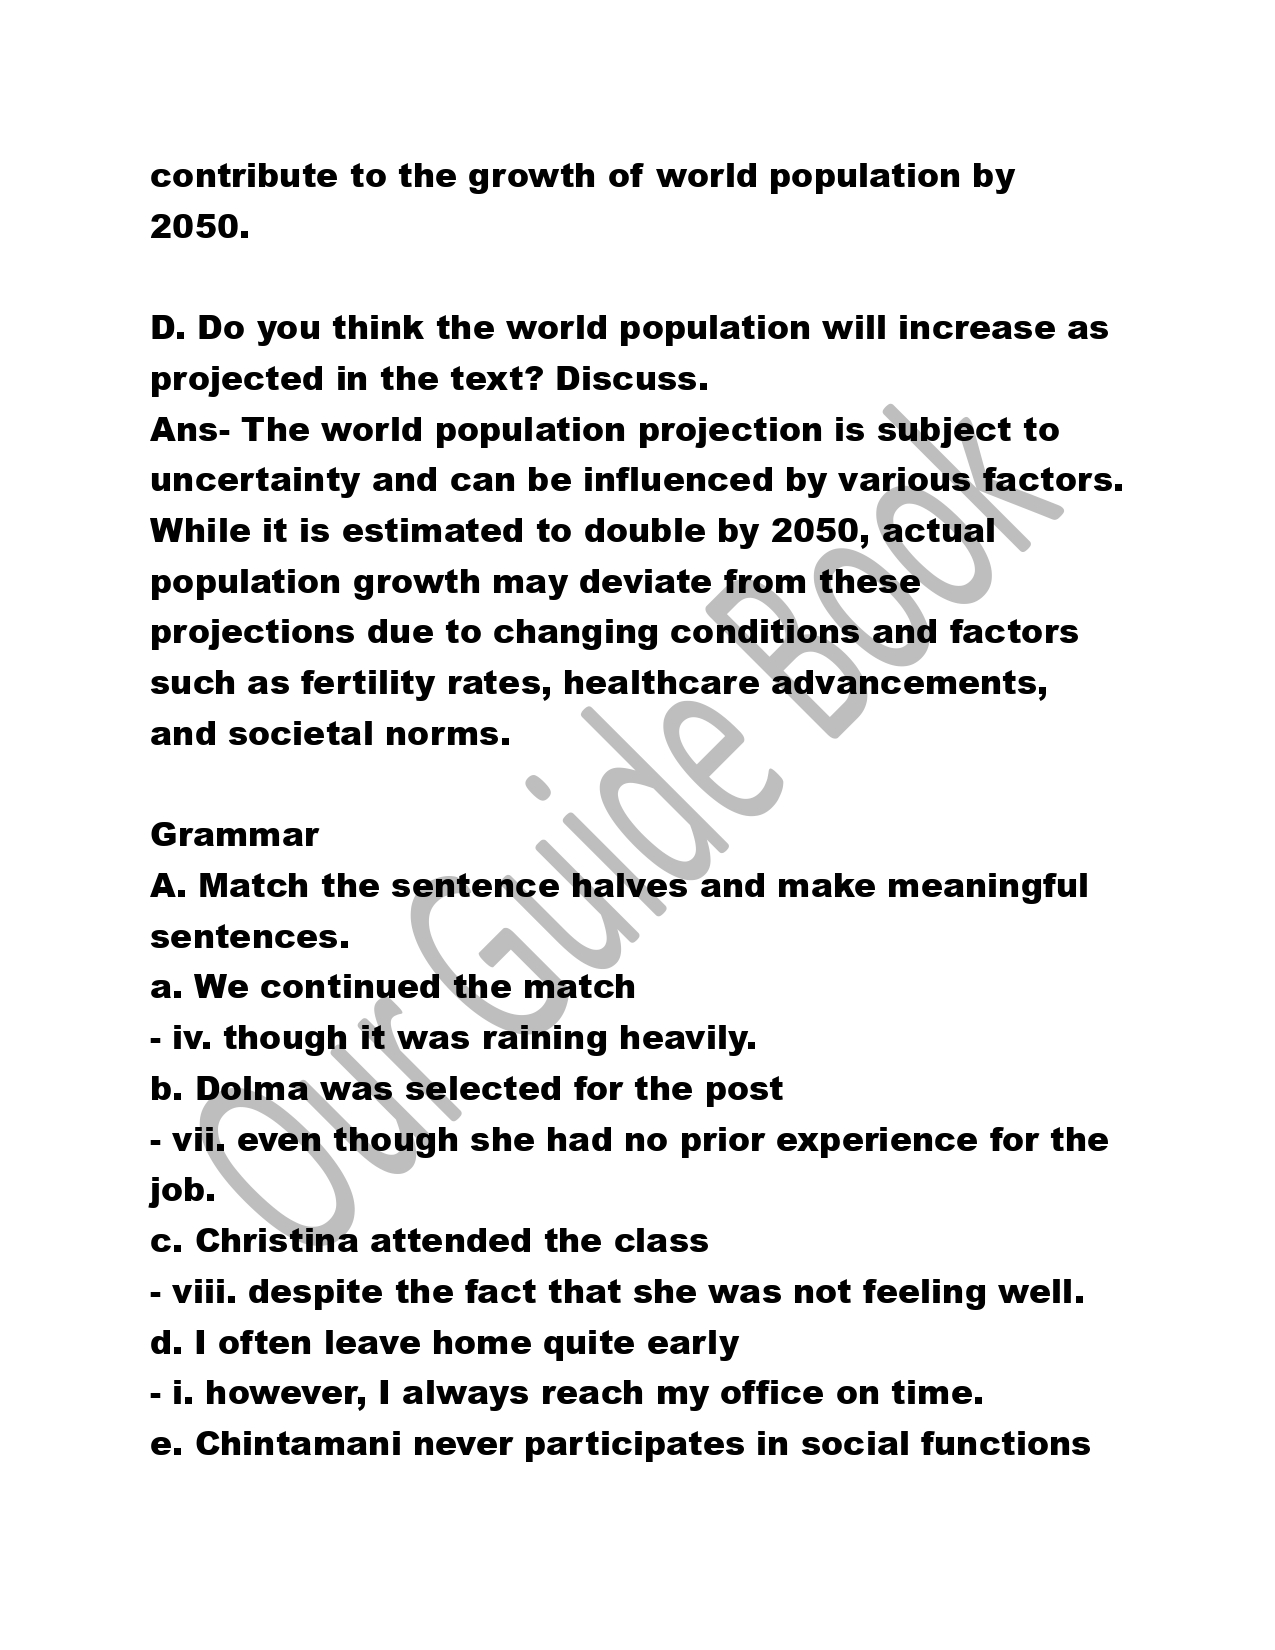 contribute to the growth of world population by
2050.
D. Do you think the world population will increase as
projected in the text? Discuss.
Ans- The world population projection is subject to
uncertainty and can be influenced by various factors.
While it is estimated to double by 2050, actual
population growth may deviate from these
projections due to changing conditions and factors
such as fertility rates, healthcare advancements,
and societal norms.
Grammar
A. Match the sentence halves and make meaningful
sentences.
a. We continued the match
- iv. though it was raining heavily.
b. Dolma was selected for the post
- vii. even though she had no prior experience for the
job.
c. Christina attended the class
- viii. despite the fact that she was not feeling well.
d. I often leave home quite early
- i. however, I always reach my office on time.
e. Chintamani never participates in social functions
Our Guide Book